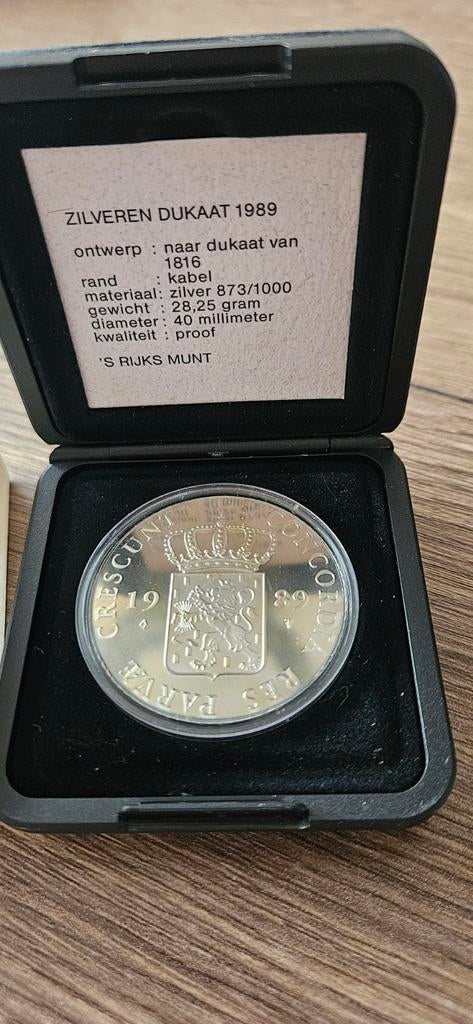 ZILVEREN DUKAAT 1989
ontwerp : naar dukaat van
1816
rand : kabel
materiaal: zilver 873/1000
gewicht : 28,25 gram
diameter : 40 millimeter
kwaliteit : proof
'S RIJKS MUNT
CONCORDIA RES PARVÆ CRESCUNT
19 89